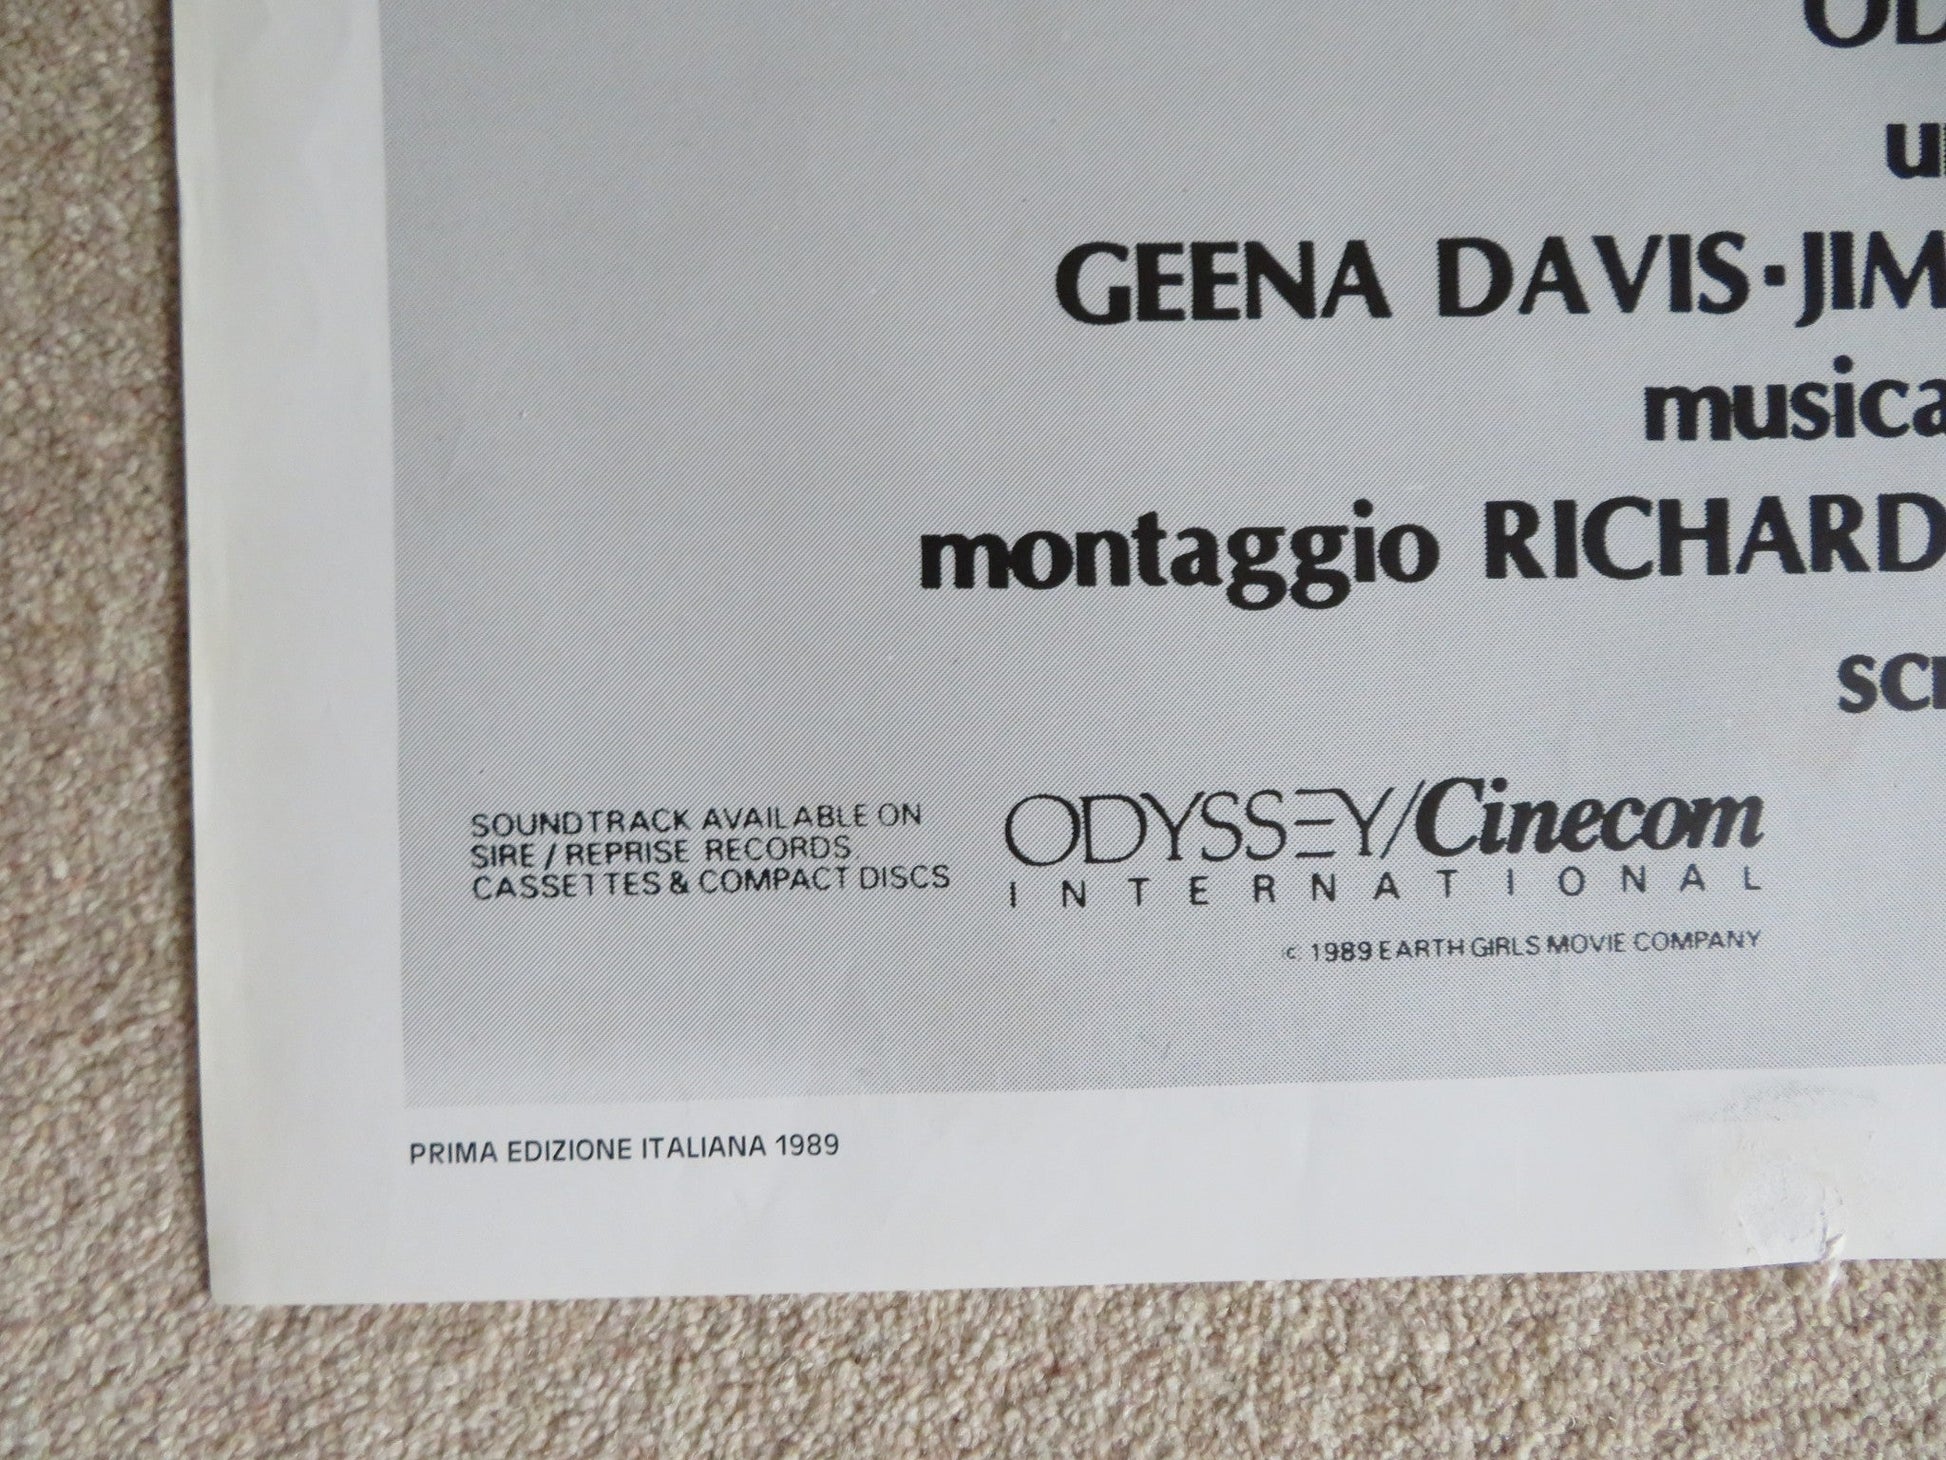 GEENA DAVIS · JIM
musica
montaggio RICHARD
SOUNDTRACK AVAILABLE ON
SIRE / REPRISE RECORDS,
CASSETTES & COMPACT DISCS
ODYSSEY/Cinecom
INTERNATIONAL
© 1989 EARTH GIRLS MOVIE COMPANY
PRIMA EDIZIONE ITALIANA 1989